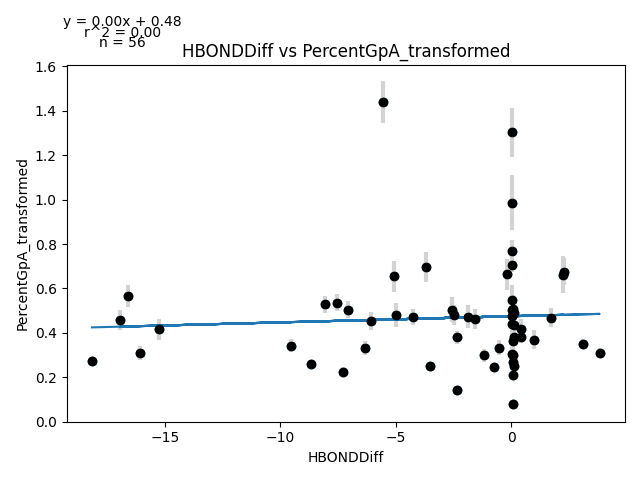 y = 0.00x + 0.48
r^2 = 0.00
n = 56
HBONDDiff vs PercentGpA_transformed
PercentGpA_transformed
1.6
1.4
1.2
1.0
0.8
0.6
0.4
0.2
0.0
−15
−10
−5
0
HBONDDiff